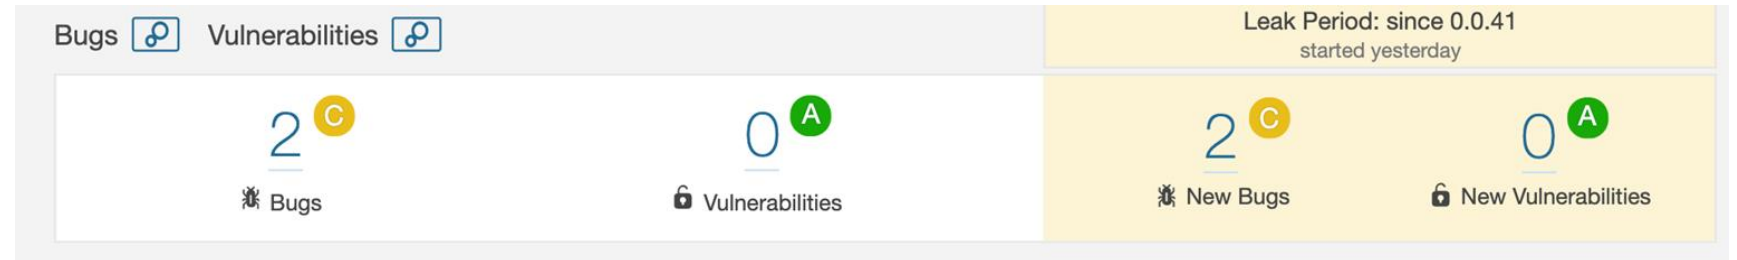 Bugs Vulnerabilities
Leak Period: since 0.0.41
started yesterday
2 C
Bugs
0 A
Vulnerabilities
2 C
New Bugs
0 A
New Vulnerabilities